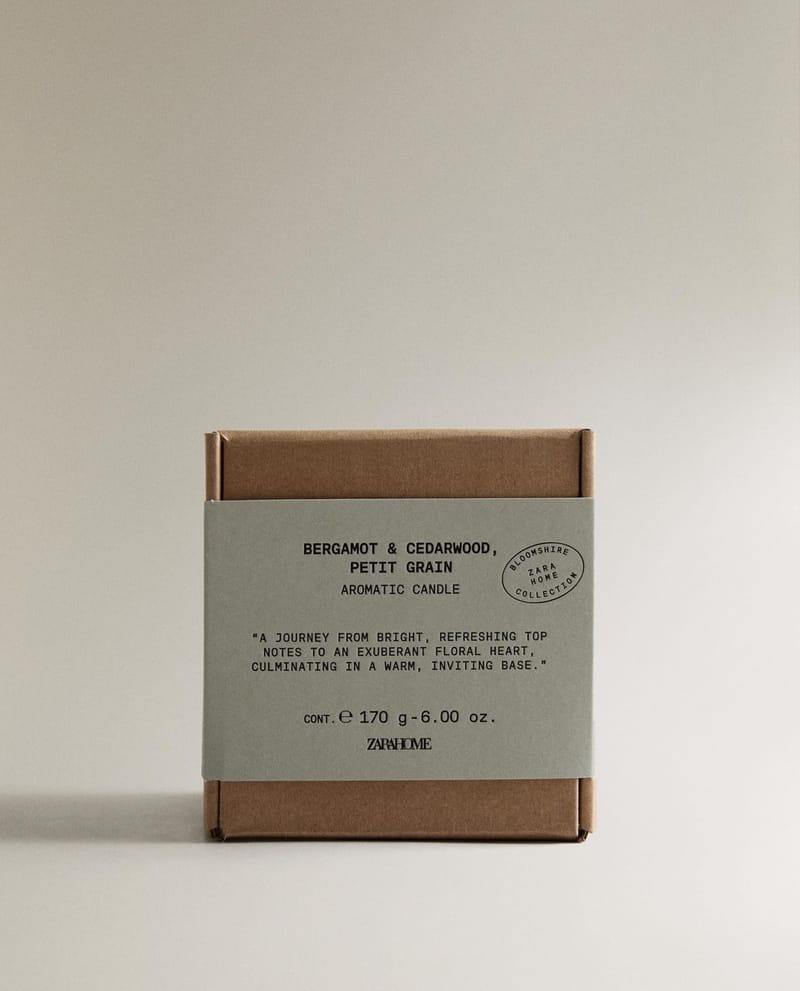 BERGAMOT & CEDARWOOD,
PETIT GRAIN
AROMATIC CANDLE
BLOOMSHIRE
ZARA
HOME
COLLECTION
"A JOURNEY FROM BRIGHT, REFRESHING TOP
NOTES TO AN EXUBERANT FLORAL HEART,
CULMINATING IN A WARM, INVITING BASE."
CONT. ℮ 170 g-6.00 oz.
ZARAHOME